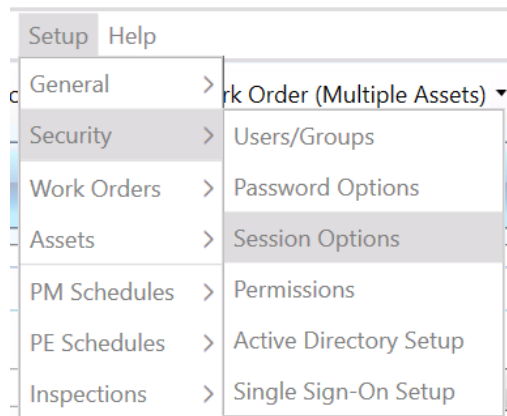 Setup Help
General
rk Order (Multiple Assets)
Security
Users/Groups
Work Orders
Password Options
Assets
Session Options
PM Schedules
Permissions
PE Schedules
Active Directory Setup
Inspections
Single Sign-On Setup